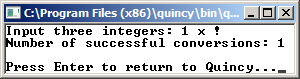 C:\Program Files (x86)\quincy\bin\q...
Input three integers: 1 x !
Number of successful conversions: 1
Press Enter to return to Quincy..._